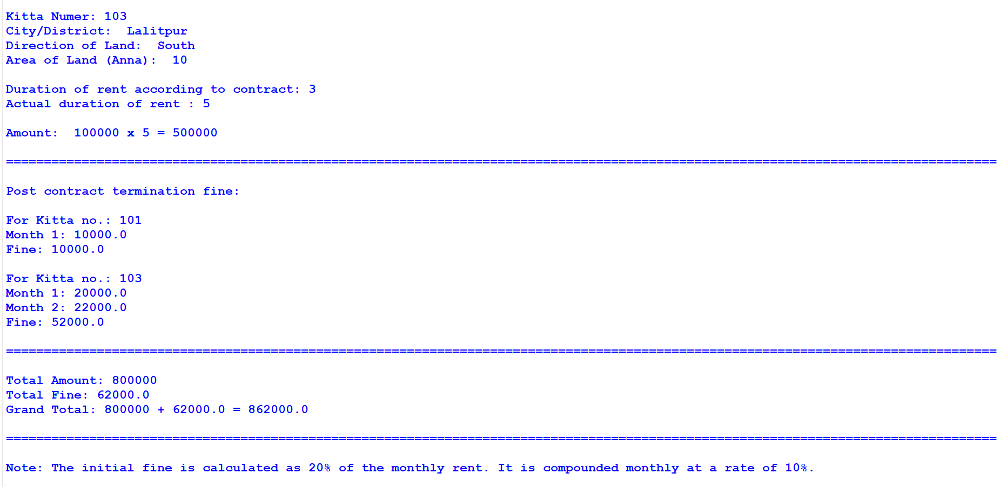 Kitta Numer: 103
City/District:  Lalitpur
Direction of Land:  South
Area of Land (Anna):  10
Duration of rent according to contract: 3
Actual duration of rent : 5
Amount:  100000 x 5 = 500000
===================================================================================================================================
Post contract termination fine:
For Kitta no.: 101
Month 1: 10000.0
Fine: 10000.0
For Kitta no.: 103
Month 1: 20000.0
Month 2: 22000.0
Fine: 52000.0
===================================================================================================================================
Total Amount: 800000
Total Fine: 62000.0
Grand Total: 800000 + 62000.0 = 862000.0
===================================================================================================================================
Note: The initial fine is calculated as 20% of the monthly rent. It is compounded monthly at a rate of 10%.